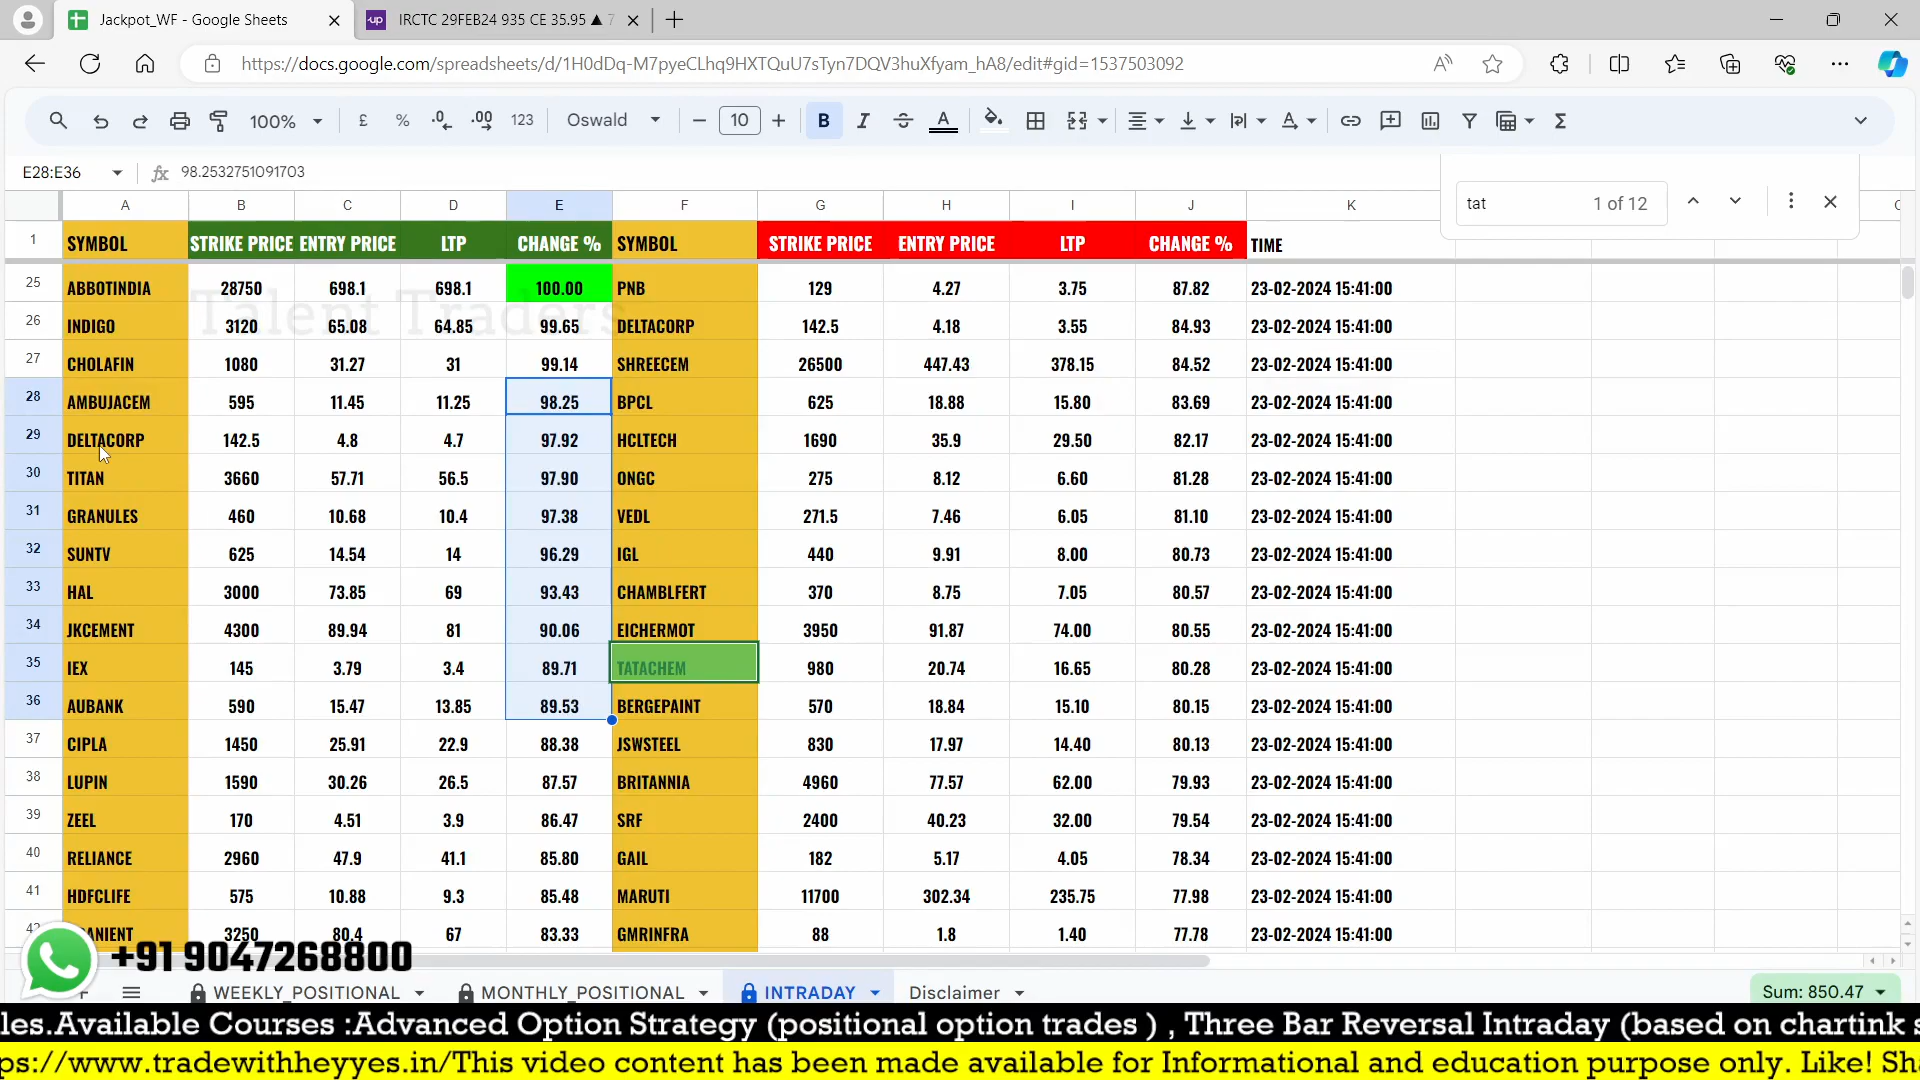 Jackpot_WF - Google Sheets
up IRCTC 29FEB24 935 CE 35.95 ▲ 7
https://docs.google.com/spreadsheets/d/1H0dDq-M7pyeCLhq9HXTQuU7sTyn7DQV3huXfyam_hA8/edit#gid=1537503092
100% £ % .0 .00 123 Oswald 10 B I A Σ
E28:E36 fx 98.2532751091703
tat 1 of 12
A B C D E F G H I J K
1 SYMBOL STRIKE PRICE ENTRY PRICE LTP CHANGE % SYMBOL STRIKE PRICE ENTRY PRICE LTP CHANGE % TIME
25 ABBOTINDIA 28750 698.1 698.1 100.00 PNB 129 4.27 3.75 87.82 23-02-2024 15:41:00
Talent Traders
26 INDIGO 3120 65.08 64.85 99.65 DELTACORP 142.5 4.18 3.55 84.93 23-02-2024 15:41:00
27 CHOLAFIN 1080 31.27 31 99.14 SHREECEM 26500 447.43 378.15 84.52 23-02-2024 15:41:00
28 AMBUJACEM 595 11.45 11.25 98.25 BPCL 625 18.88 15.80 83.69 23-02-2024 15:41:00
29 DELTACORP 142.5 4.8 4.7 97.92 HCLTECH 1690 35.9 29.50 82.17 23-02-2024 15:41:00
30 TITAN 3660 57.71 56.5 97.90 ONGC 275 8.12 6.60 81.28 23-02-2024 15:41:00
31 GRANULES 460 10.68 10.4 97.38 VEDL 271.5 7.46 6.05 81.10 23-02-2024 15:41:00
32 SUNTV 625 14.54 14 96.29 IGL 440 9.91 8.00 80.73 23-02-2024 15:41:00
33 HAL 3000 73.85 69 93.43 CHAMBLFERT 370 8.75 7.05 80.57 23-02-2024 15:41:00
34 JKCEMENT 4300 89.94 81 90.06 EICHERMOT 3950 91.87 74.00 80.55 23-02-2024 15:41:00
35 IEX 145 3.79 3.4 89.71 TATACHEM 980 20.74 16.65 80.28 23-02-2024 15:41:00
36 AUBANK 590 15.47 13.85 89.53 BERGEPAINT 570 18.84 15.10 80.15 23-02-2024 15:41:00
37 CIPLA 1450 25.91 22.9 88.38 JSWSTEEL 830 17.97 14.40 80.13 23-02-2024 15:41:00
38 LUPIN 1590 30.26 26.5 87.57 BRITANNIA 4960 77.57 62.00 79.93 23-02-2024 15:41:00
39 ZEEL 170 4.51 3.9 86.47 SRF 2400 40.23 32.00 79.54 23-02-2024 15:41:00
40 RELIANCE 2960 47.9 41.1 85.80 GAIL 182 5.17 4.05 78.34 23-02-2024 15:41:00
41 HDFCLIFE 575 10.88 9.3 85.48 MARUTI 11700 302.34 235.75 77.98 23-02-2024 15:41:00
ANIENT 3250 80.4 67 83.33 GMRINFRA 88 1.8 1.40 77.78 23-02-2024 15:41:00
+91 9047268800
WEEKLY_POSITIONAL MONTHLY_POSITIONAL INTRADAY Disclaimer Sum: 850.47
les.Available Courses :Advanced Option Strategy (positional option trades ) , Three Bar Reversal Intraday (based on chartink s
ps://www.tradewithheyyes.in/This video content has been made available for Informational and education purpose only. Like! Sha